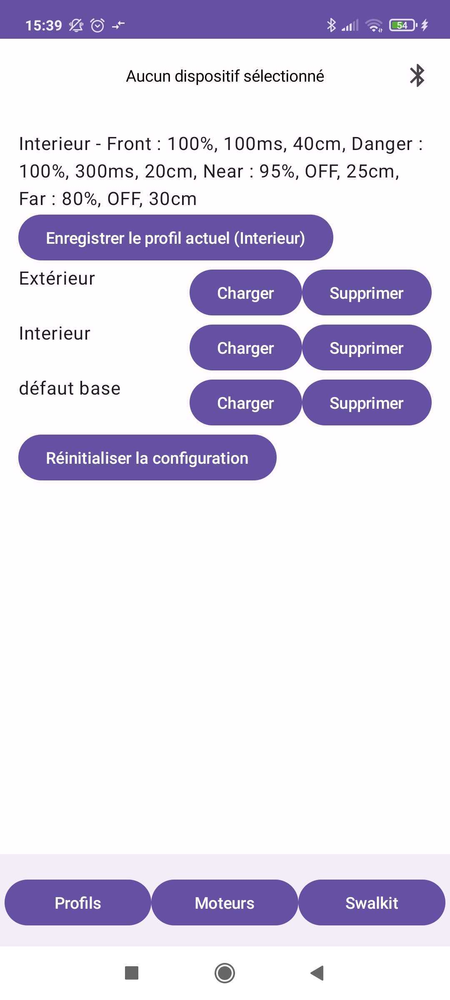 15:39
54
Aucun dispositif sélectionné
Interieur - Front : 100%, 100ms, 40cm, Danger :
100%, 300ms, 20cm, Near : 95%, OFF, 25cm,
Far : 80%, OFF, 30cm
Enregistrer le profil actuel (Interieur)
Extérieur
Charger
Supprimer
Interieur
Charger
Supprimer
défaut base
Charger
Supprimer
Réinitialiser la configuration
Profils
Moteurs
Swalkit